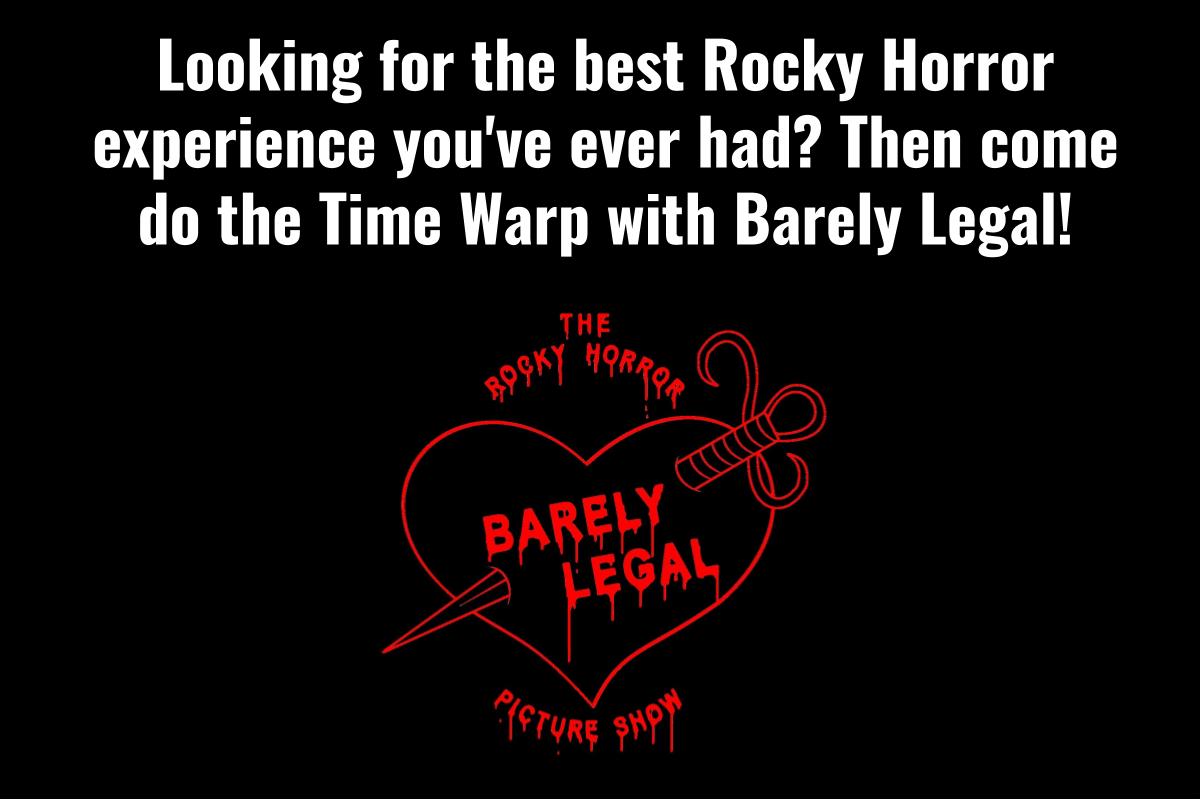 Looking for the best Rocky Horror
experience you've ever had? Then come
do the Time Warp with Barely Legal!
THE
ROCKY HORROR
BARELY
LEGAL
PICTURE SHOW